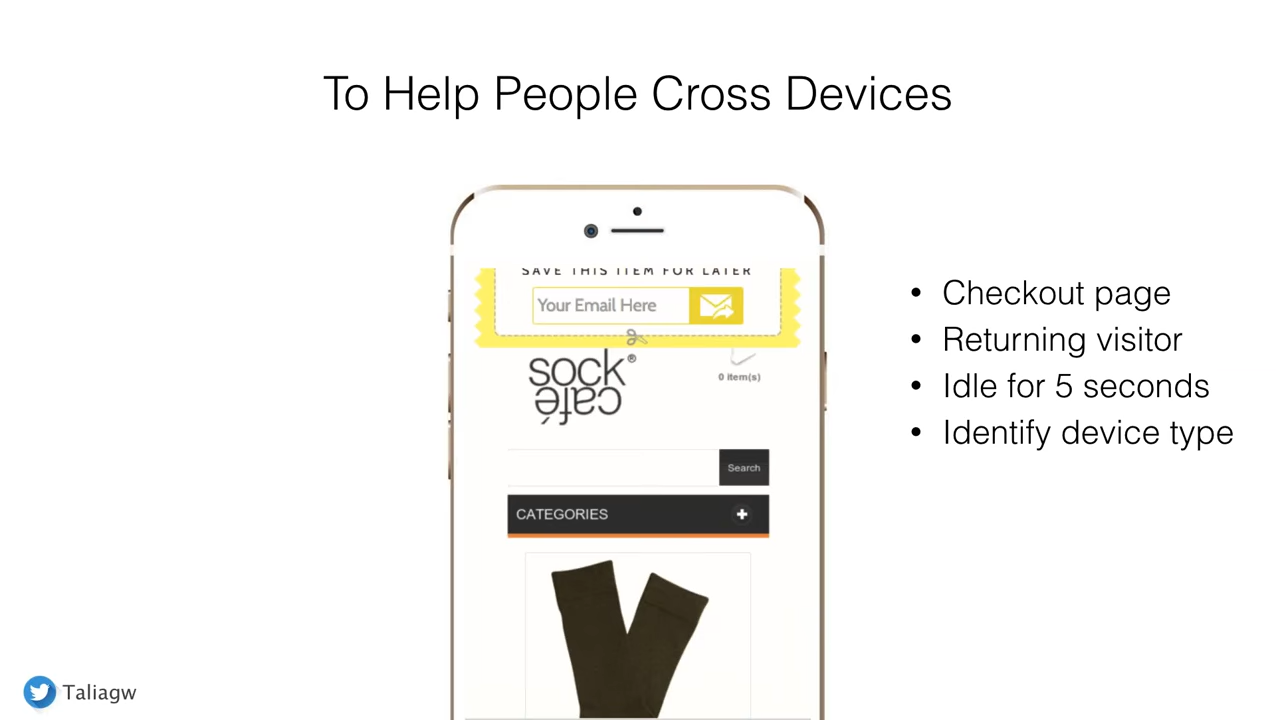 To Help People Cross Devices
SAVE THIS ITEM FOR LATER
Your Email Here
sock®
café
0 item(s)
Search
CATEGORIES
• Checkout page
• Returning visitor
• Idle for 5 seconds
• Identify device type
Taliagw